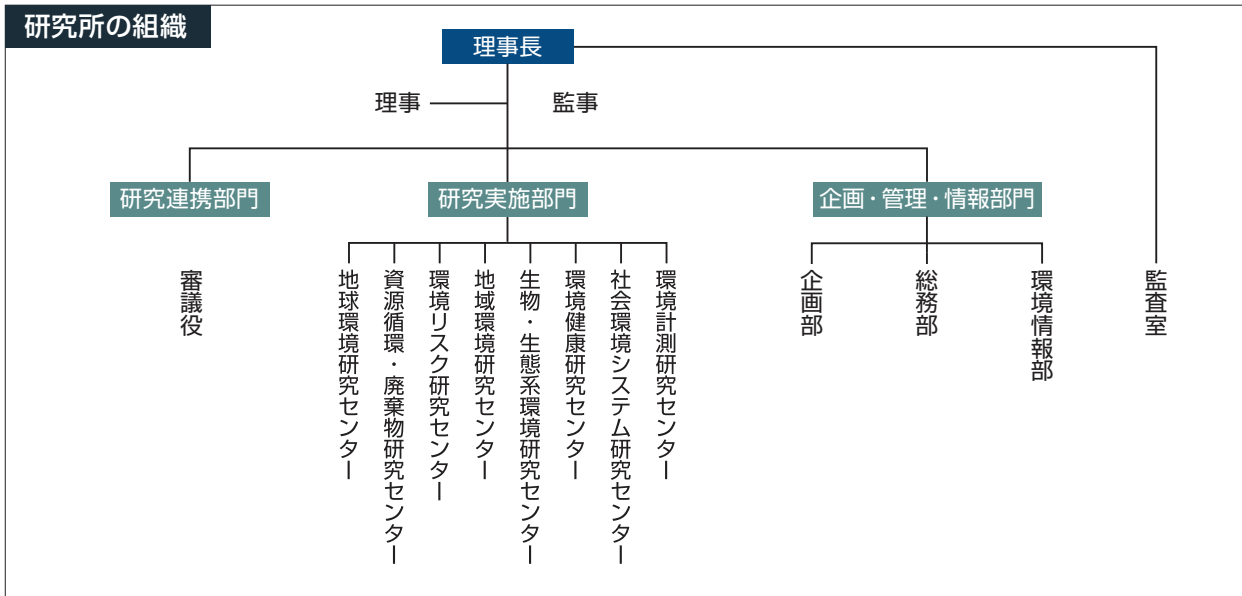 研究所の組織
理事長
理事
監事
研究連携部門
研究実施部門
企画・管理・情報部門
審議役
地球環境研究センター
資源循環・廃棄物研究センター
環境リスク研究センター
地域環境研究センター
生物・生態系環境研究センター
環境健康研究センター
社会環境システム研究センター
環境計測研究センター
企画部
総務部
環境情報部
監査室